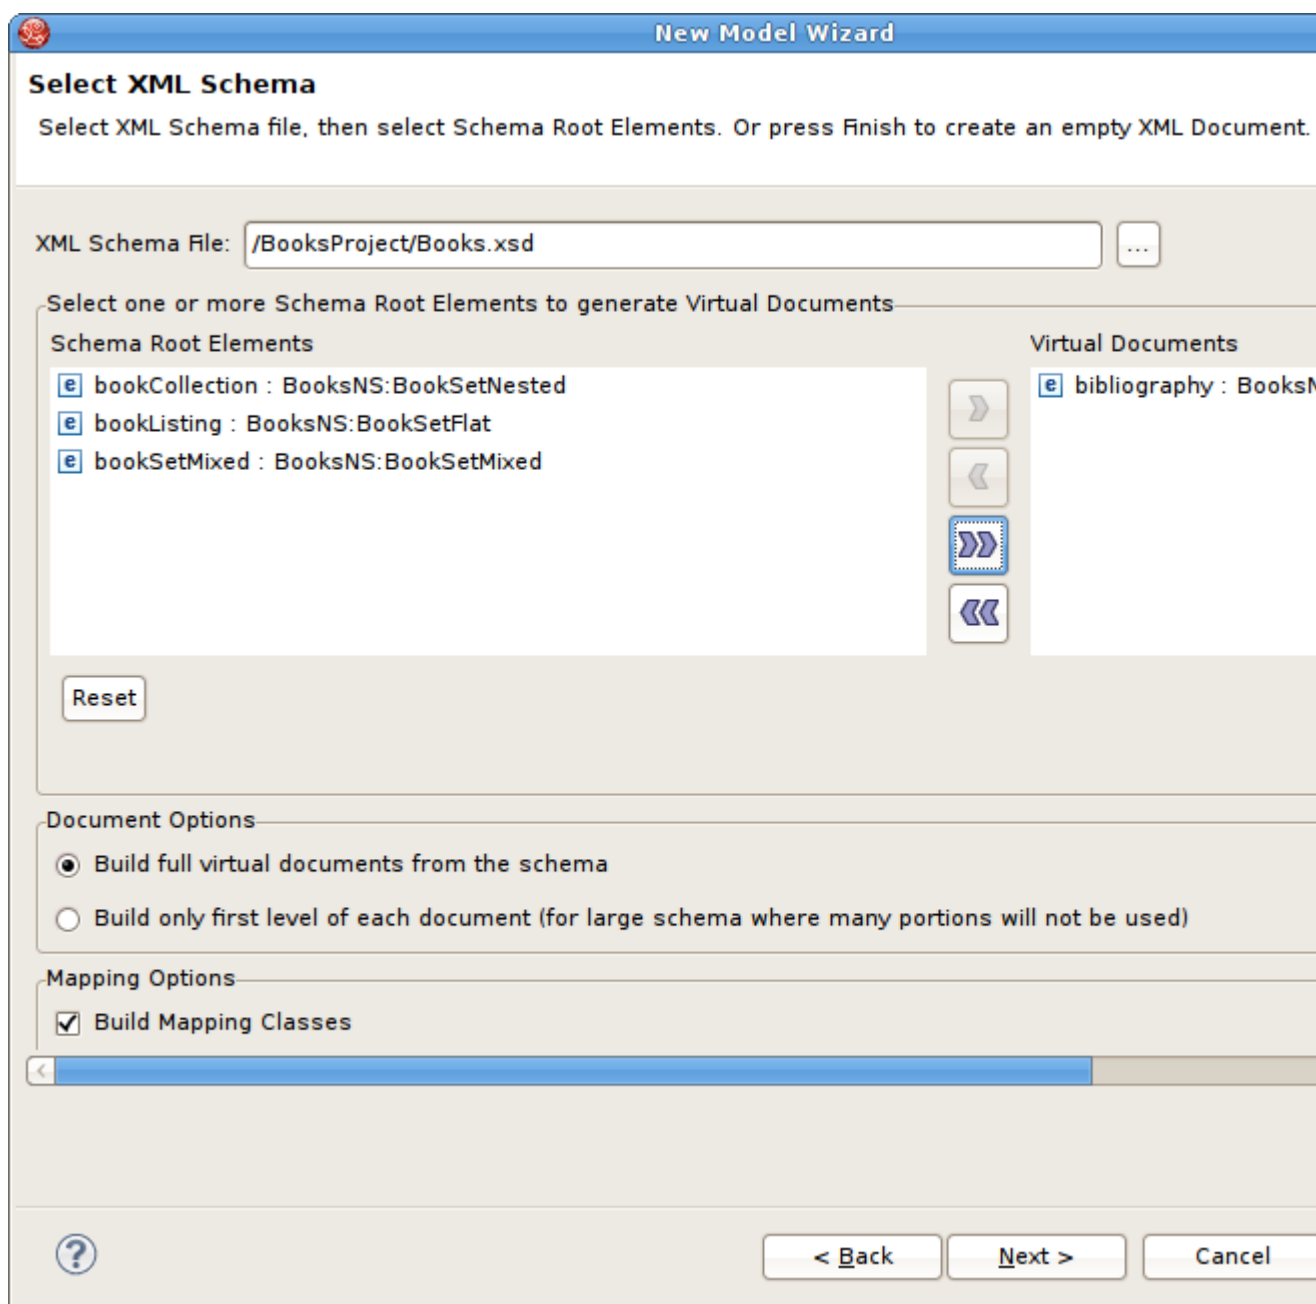 New Model Wizard
Select XML Schema
Select XML Schema file, then select Schema Root Elements. Or press Finish to create an empty XML Document.
XML Schema File: /BooksProject/Books.xsd ...
Select one or more Schema Root Elements to generate Virtual Documents
Schema Root Elements Virtual Documents
bookCollection : BooksNS:BookSetNested bibliography : BooksN
bookListing : BooksNS:BookSetFlat
bookSetMixed : BooksNS:BookSetMixed
Reset
Document Options
Build full virtual documents from the schema
Build only first level of each document (for large schema where many portions will not be used)
Mapping Options
Build Mapping Classes
< Back Next > Cancel